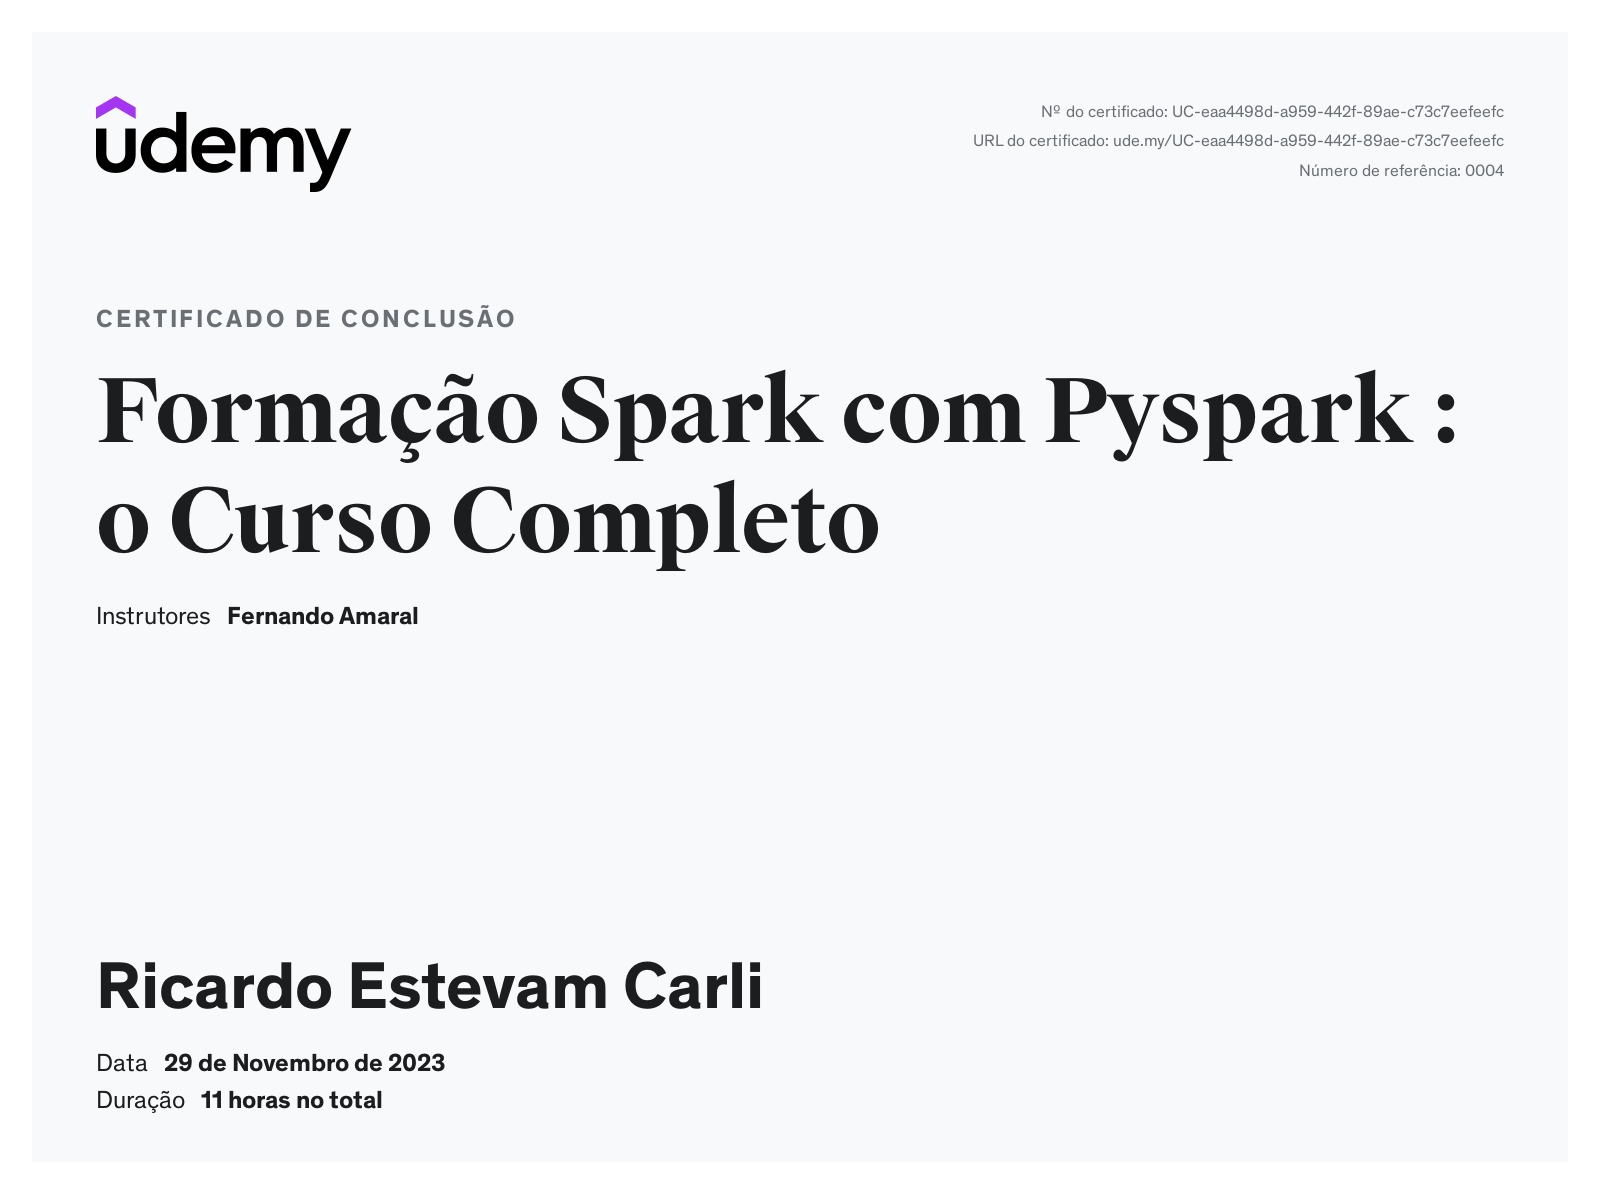 udemy
Nº do certificado: UC-eaa4498d-a959-442f-89ae-c73c7eefeefc
URL do certificado: ude.my/UC-eaa4498d-a959-442f-89ae-c73c7eefeefc
Número de referência: 0004
CERTIFICADO DE CONCLUSÃO
Formação Spark com Pyspark :
o Curso Completo
Instrutores Fernando Amaral
Ricardo Estevam Carli
Data 29 de Novembro de 2023
Duração 11 horas no total